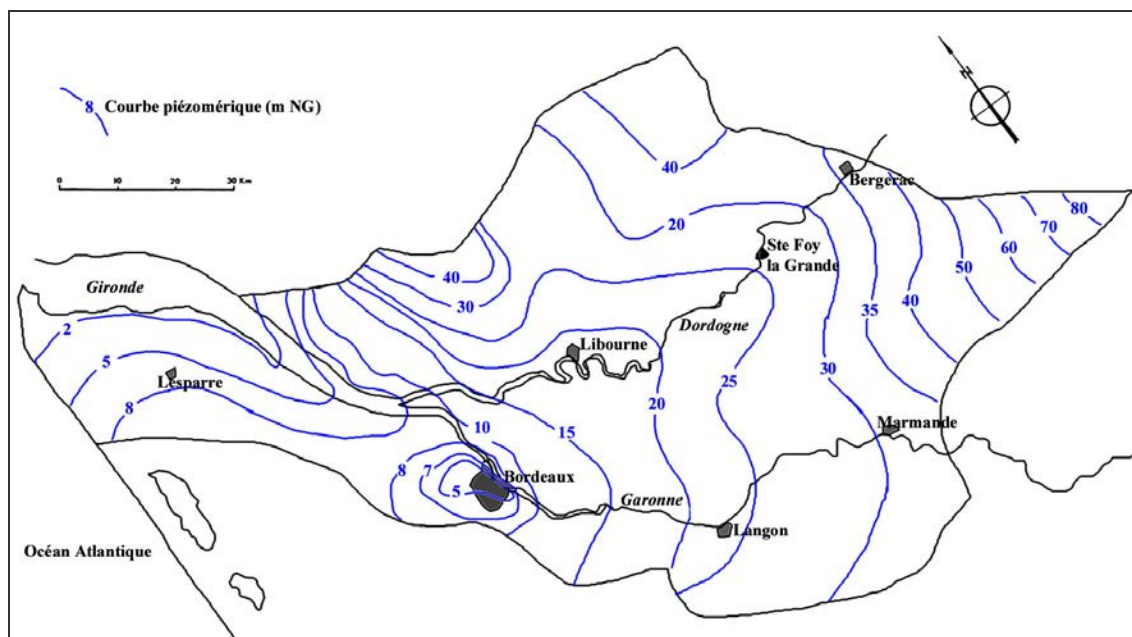 8 Courbe piézomérique (m NG)
0 10 20 30 Km
N
40
Bergerac
20
80
70
60
50
Ste Foy
la Grande
40
30
Gironde
40
35
2
Dordogne
Libourne
5
Lesparre
25
30
20
8
10
15
Marmande
8 7
Bordeaux
5
Garonne
Langon
Océan Atlantique